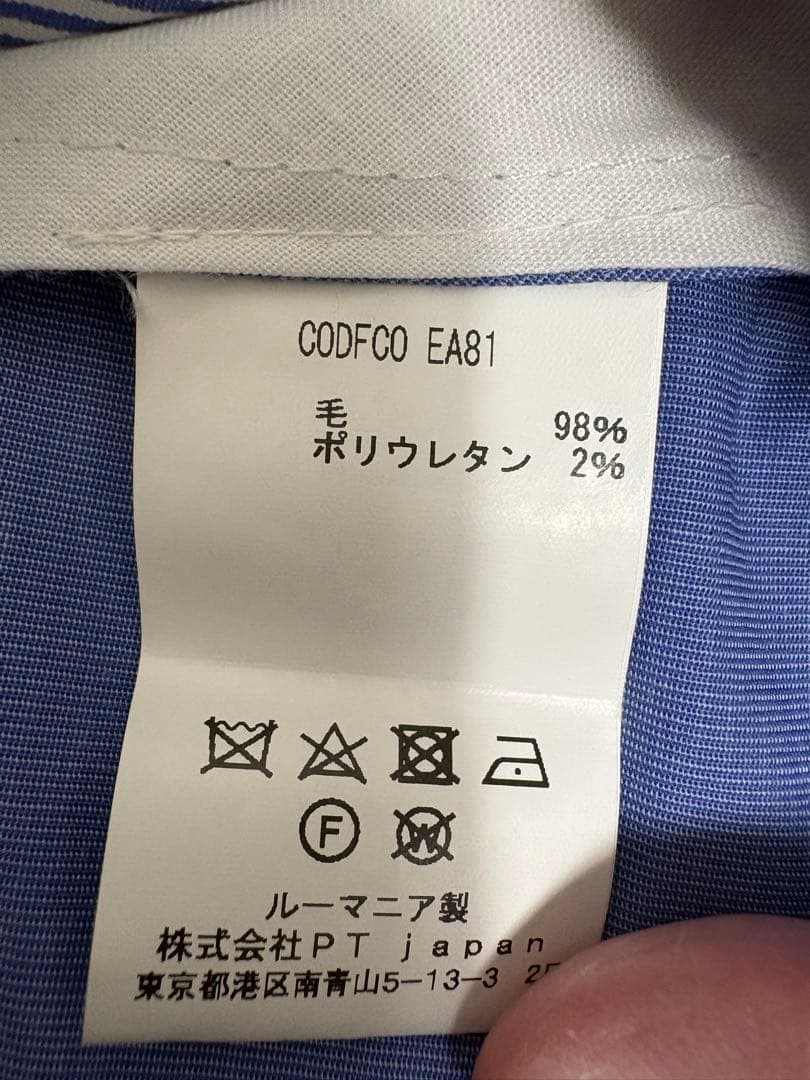 CODFCO EA81
毛 98%
ポリウレタン 2%
F
W
ルーマニア製
株式会社PT japan
東京都港区南青山5-13-3